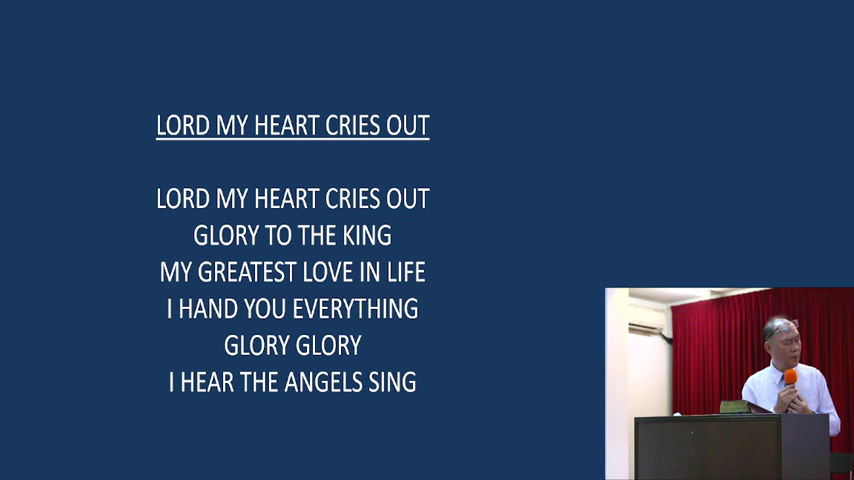 LORD MY HEART CRIES OUT
LORD MY HEART CRIES OUT
GLORY TO THE KING
MY GREATEST LOVE IN LIFE
I HAND YOU EVERYTHING
GLORY GLORY
I HEAR THE ANGELS SING